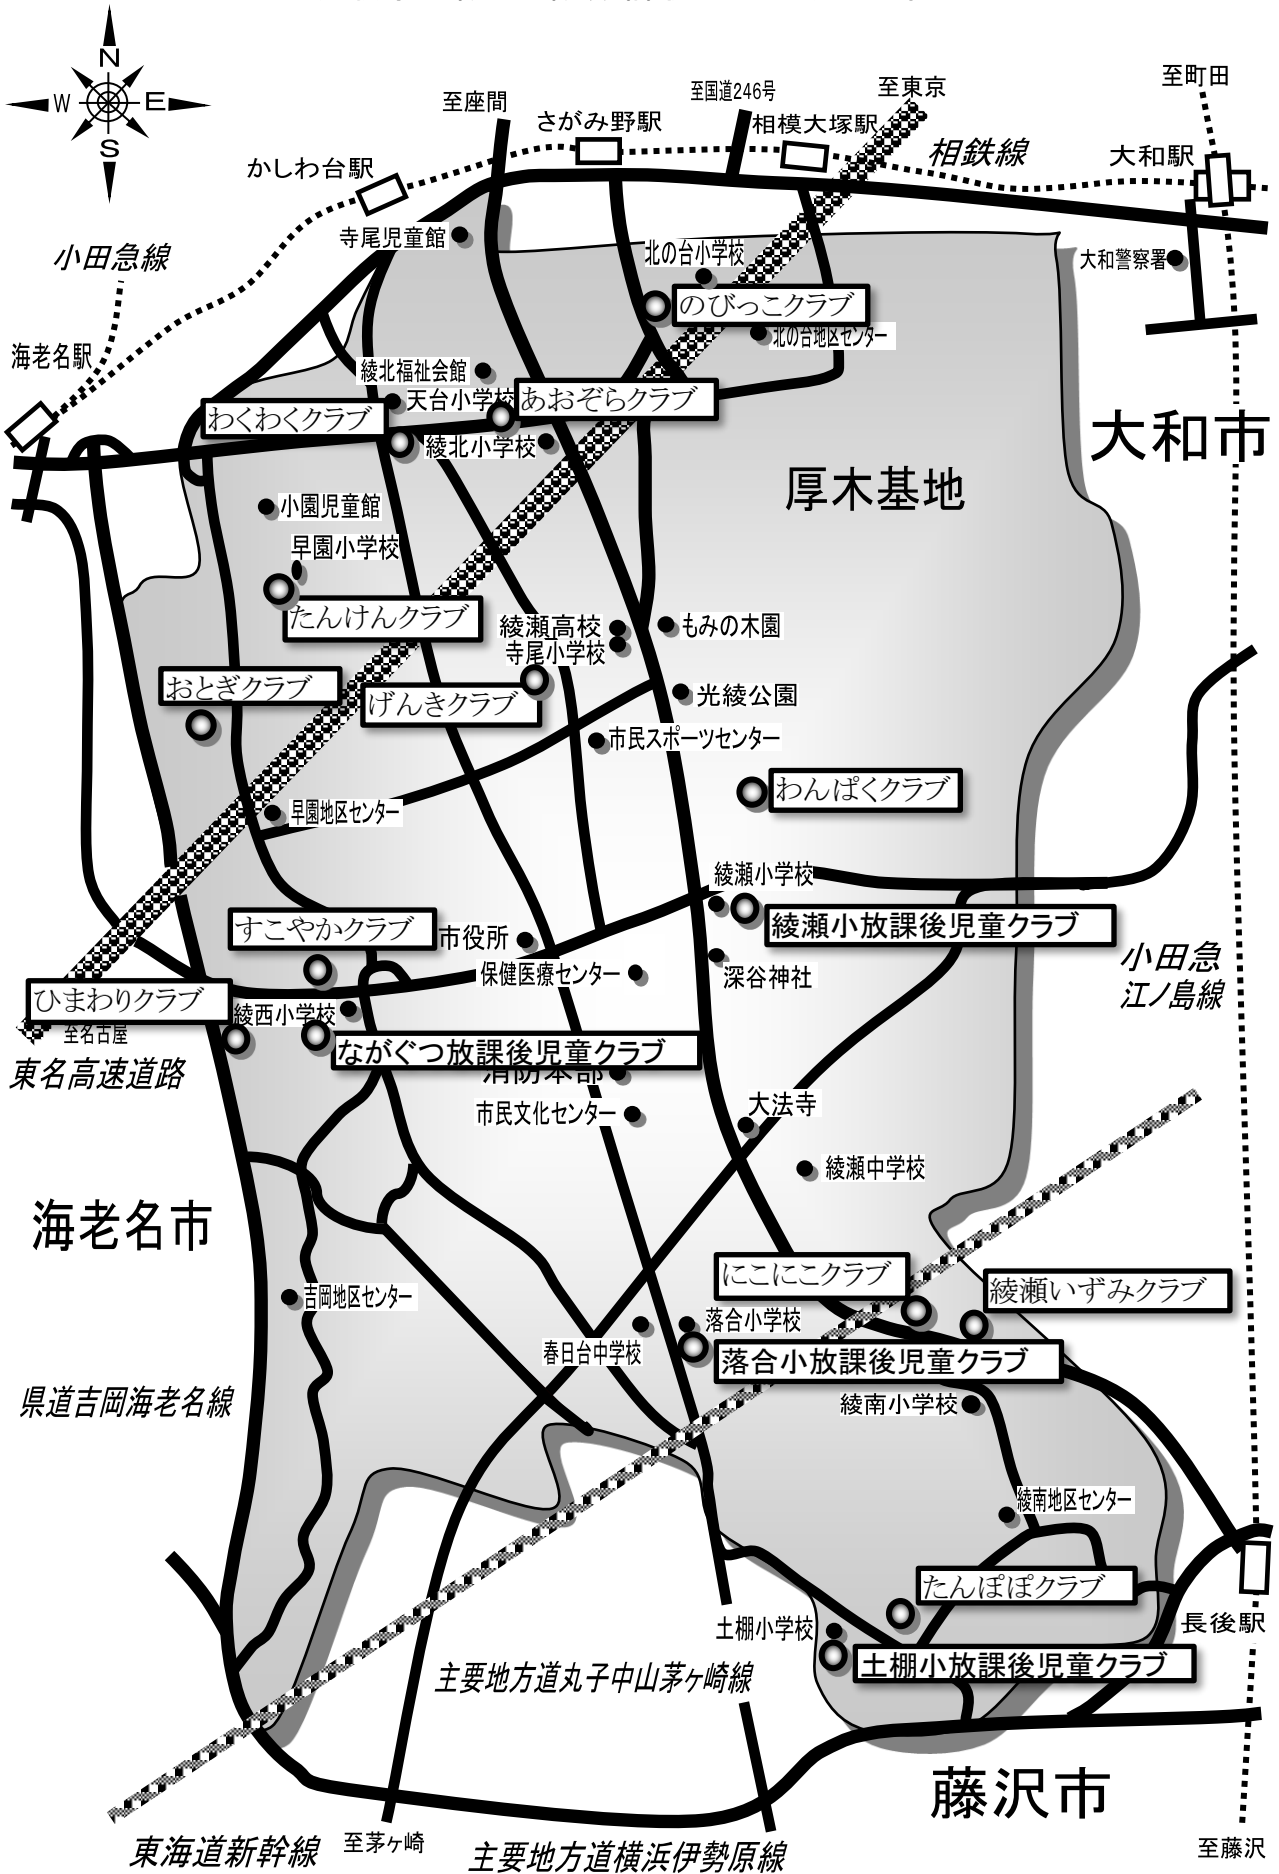 N
W E
S
至座間
さがみ野駅
至国道246号
相模大塚駅
至東京
至町田
相鉄線
大和駅
かしわ台駅
小田急線
寺尾児童館
北の台小学校
大和警察署
のびっこクラブ
北の台地区センター
海老名駅
綾北福祉会館
天台小学校
あおぞらクラブ
わくわくクラブ
綾北小学校
大和市
厚木基地
小園児童館
早園小学校
たんけんクラブ
綾瀬高校
もみの木園
寺尾小学校
おとぎクラブ
げんきクラブ
光綾公園
市民スポーツセンター
わんぱくクラブ
早園地区センター
綾瀬小学校
綾瀬小放課後児童クラブ
すこやかクラブ
市役所
保健医療センター
深谷神社
小田急
江ノ島線
ひまわりクラブ
綾西小学校
至名古屋
東名高速道路
ながぐつ放課後児童クラブ
消防本部
市民文化センター
大法寺
綾瀬中学校
海老名市
にこにこクラブ
綾瀬いずみクラブ
吉岡地区センター
落合小学校
春日台中学校
落合小放課後児童クラブ
県道吉岡海老名線
綾南小学校
綾南地区センター
たんぽぽクラブ
長後駅
土棚小学校
土棚小放課後児童クラブ
主要地方道丸子中山茅ヶ崎線
藤沢市
東海道新幹線
至茅ヶ崎
主要地方道横浜伊勢原線
至藤沢